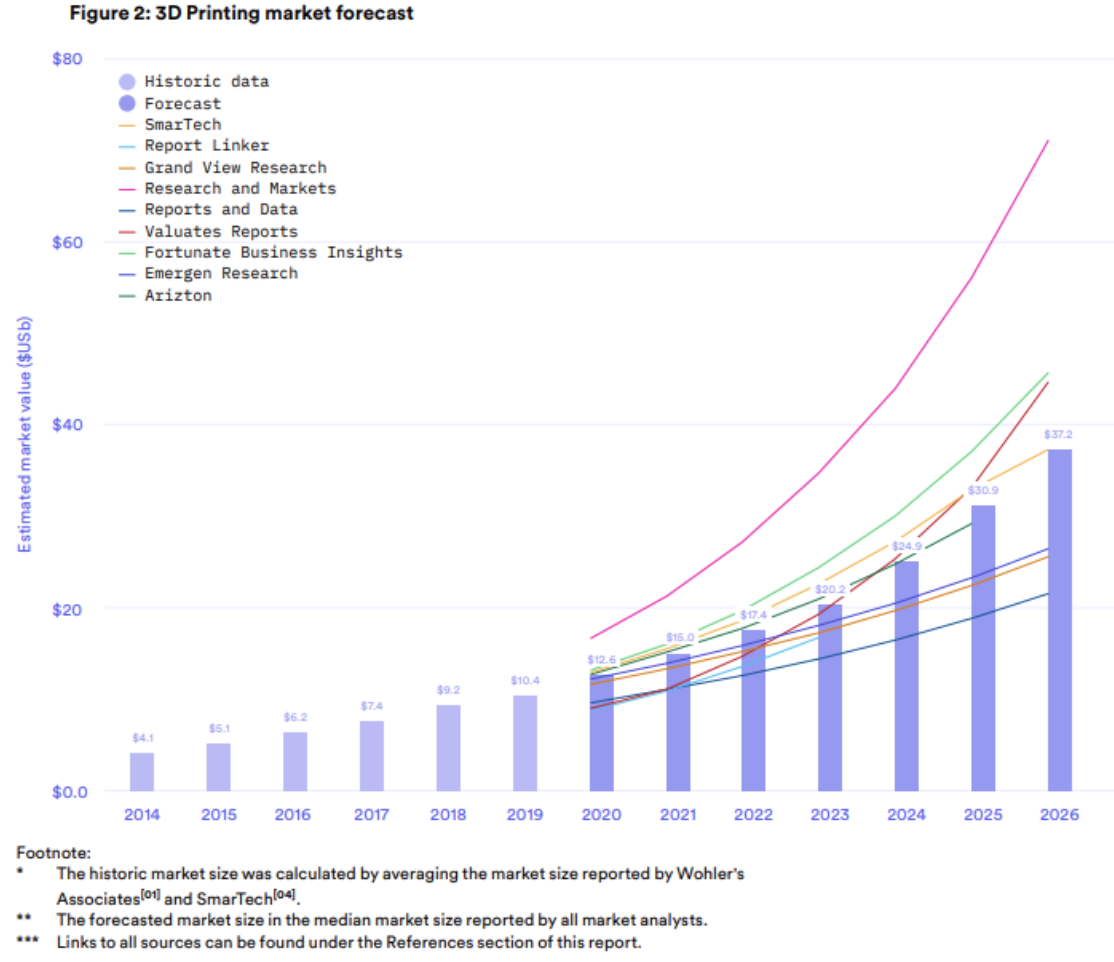 Figure 2: 3D Printing market forecast
$80
Historic data
Forecast
SmarTech
Report Linker
Grand View Research
Research and Markets
Reports and Data
Valuates Reports
Fortunate Business Insights
Emergen Research
Arizton
$60
$40
$20
$0.0
Estimated market value ($USb)
$4.1
$5.1
$6.2
$7.4
$9.2
$10.4
$12.6
$15.0
$17.4
$20.2
$24.9
$30.9
$37.2
2014 2015 2016 2017 2018 2019 2020 2021 2022 2023 2024 2025 2026
Footnote:
* The historic market size was calculated by averaging the market size reported by Wohler's
Associates[01] and SmarTech[04].
** The forecasted market size in the median market size reported by all market analysts.
*** Links to all sources can be found under the References section of this report.